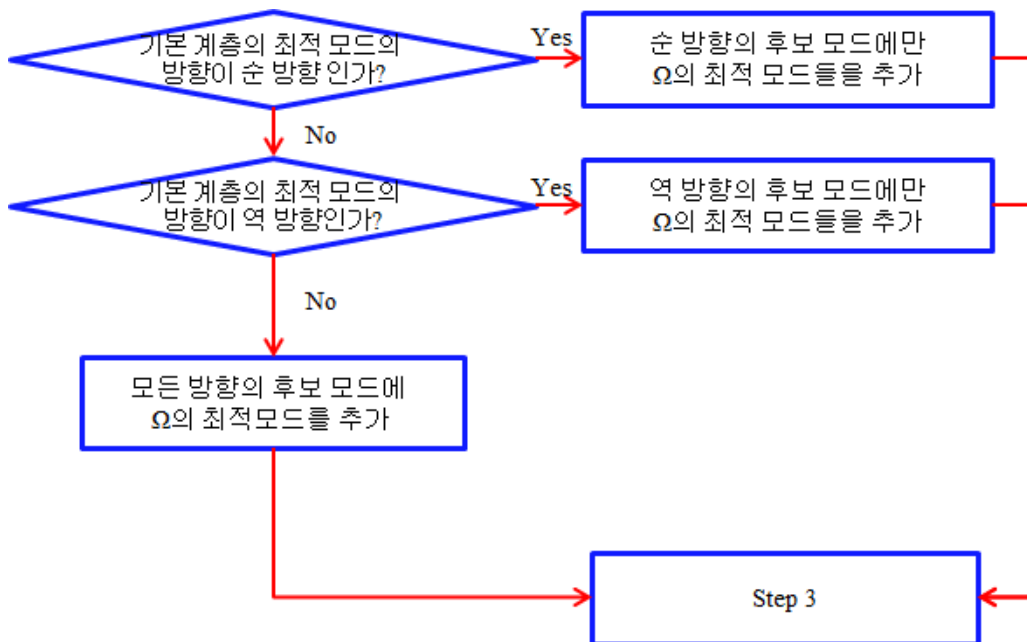 기본 계층의 최적 모드의
방향이 순 방향 인가?
Yes
순 방향의 후보 모드에만
Ω의 최적 모드들을 추가
No
기본 계층의 최적 모드의
방향이 역 방향인가?
Yes
역 방향의 후보 모드에만
Ω의 최적 모드들을 추가
No
모든 방향의 후보 모드에
Ω의 최적모드를 추가
Step 3